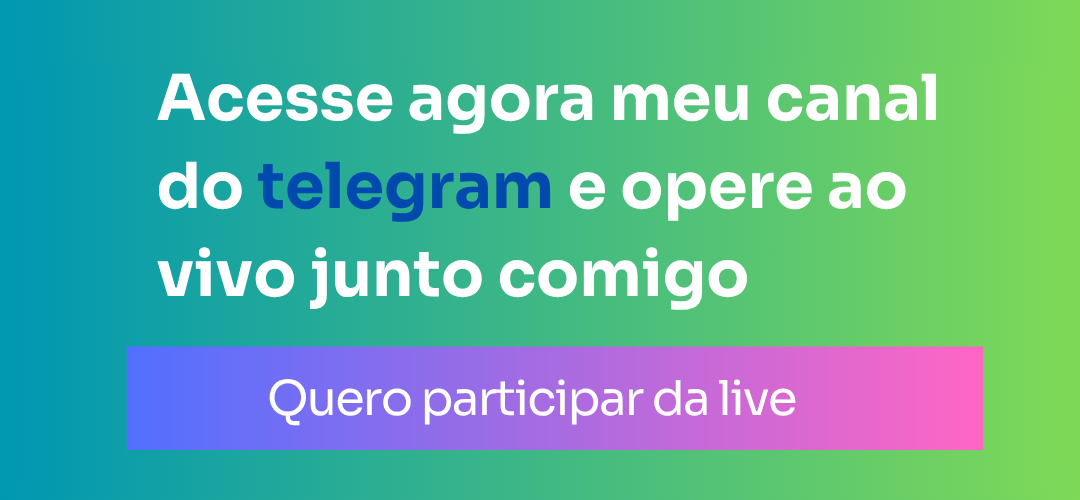 Acesse agora meu canal
do telegram e opere ao
vivo junto comigo
Quero participar da live